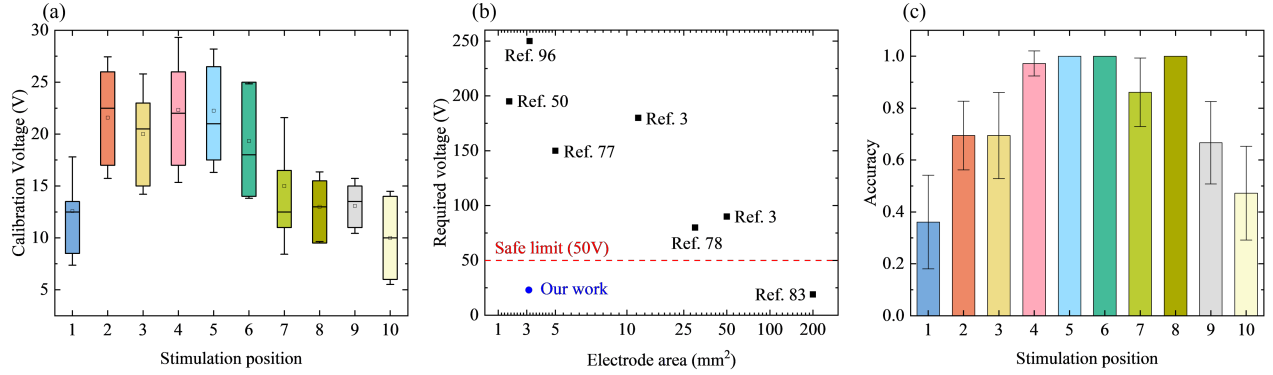 (a)
30
25
20
15
10
5
Calibration Voltage (V)
1 2 3 4 5 6 7 8 9 10
Stimulation position
(b)
250
200
150
100
50
0
Required voltage (V)
Ref. 96
Ref. 50
Ref. 3
Ref. 77
Ref. 3
Ref. 78
Safe limit (50V)
Our work
Ref. 83
1 3 5 10 30 50 100 200
Electrode area (mm²)
(c)
1.0
0.8
0.6
0.4
0.2
0.0
Accuracy
1 2 3 4 5 6 7 8 9 10
Stimulation position